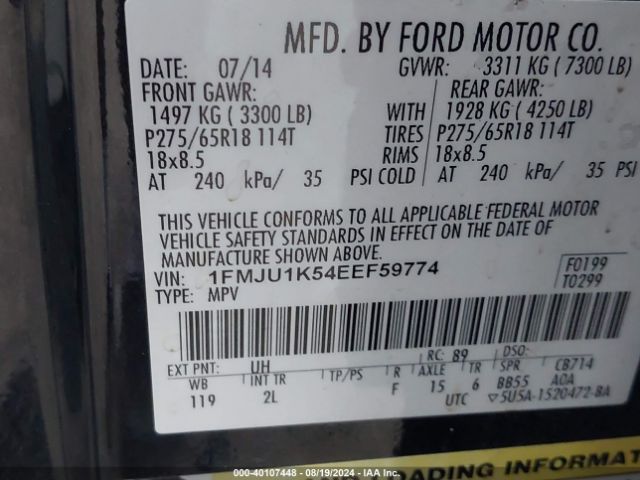 MFD. BY FORD MOTOR CO.
DATE: 07/14 GVWR: 3311 KG ( 7300 LB)
FRONT GAWR: REAR GAWR:
1497 KG ( 3300 LB) WITH 1928 KG ( 4250 LB)
P275/65R18 114T TIRES P275/65R18 114T
18x8.5 RIMS 18x8.5
AT 240 kPa/ 35 PSI COLD AT 240 kPa/ 35 PSI
THIS VEHICLE CONFORMS TO ALL APPLICABLE FEDERAL MOTOR
VEHICLE SAFETY STANDARDS IN EFFECT ON THE DATE OF
MANUFACTURE SHOWN ABOVE.
VIN: 1FMJU1K54EEF59774 F0199
TYPE: MPV T0299
EXT PNT: UH RC: 89 DSO:
WB INT TR TP/PS R AXLE TR SPR CB714
119 2L F 15 6 BB55 AOA
UTC ▽5U5A-1520472-BA
LOADING INFORMAT
000-40107448 - 08/19/2024 - IAA Inc.